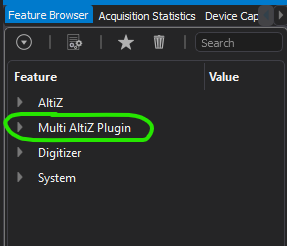 Feature Browser Acquisition Statistics Device Cap
Search
Feature Value
AltiZ
Multi AltiZ Plugin
Digitizer
System